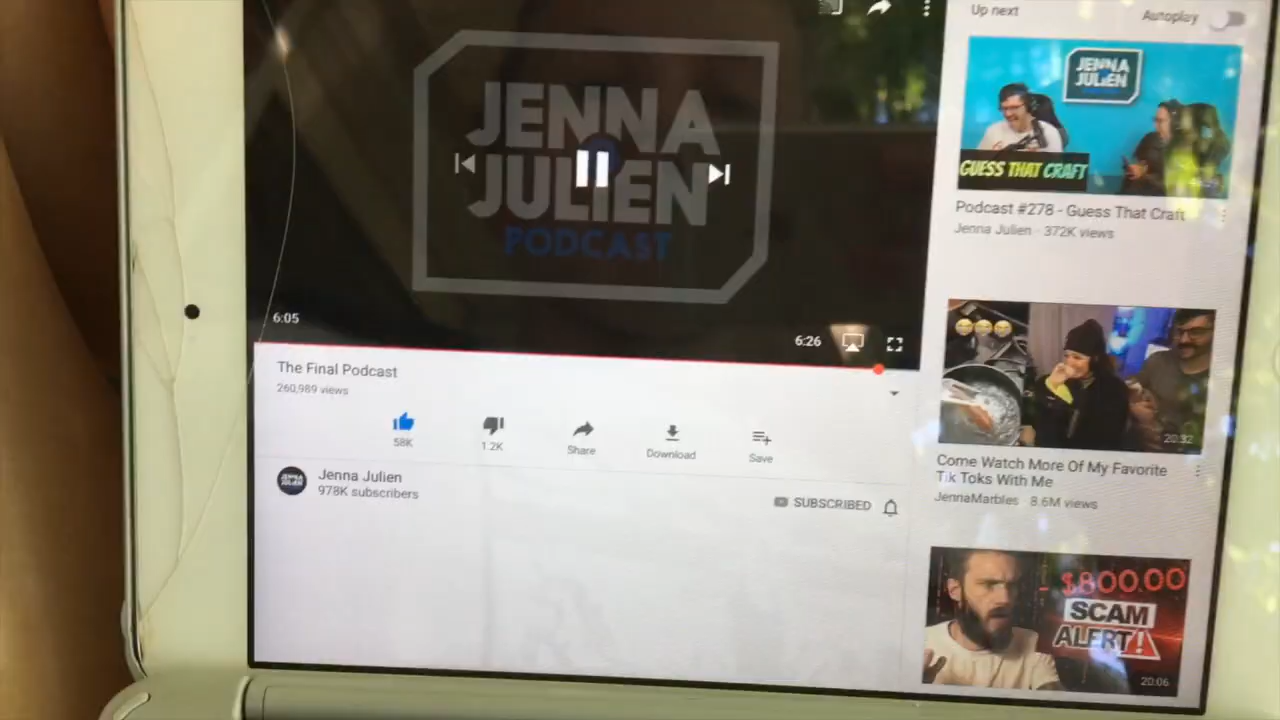 JENNA
JULIEN
PODCAST
6:05
6:26
The Final Podcast
260,989 views
58K
1.2K
Share
Download
Save
Jenna Julien
978K subscribers
SUBSCRIBED
Up next
Autoplay
JENNA
JULIEN
GUESS THAT CRAFT
Podcast #278 - Guess That Craft
Jenna Julien · 372K views
20:32
Come Watch More Of My Favorite
Tik Toks With Me
JennaMarbles · 8.6M views
- $800.00
SCAM
ALERT!
20:06